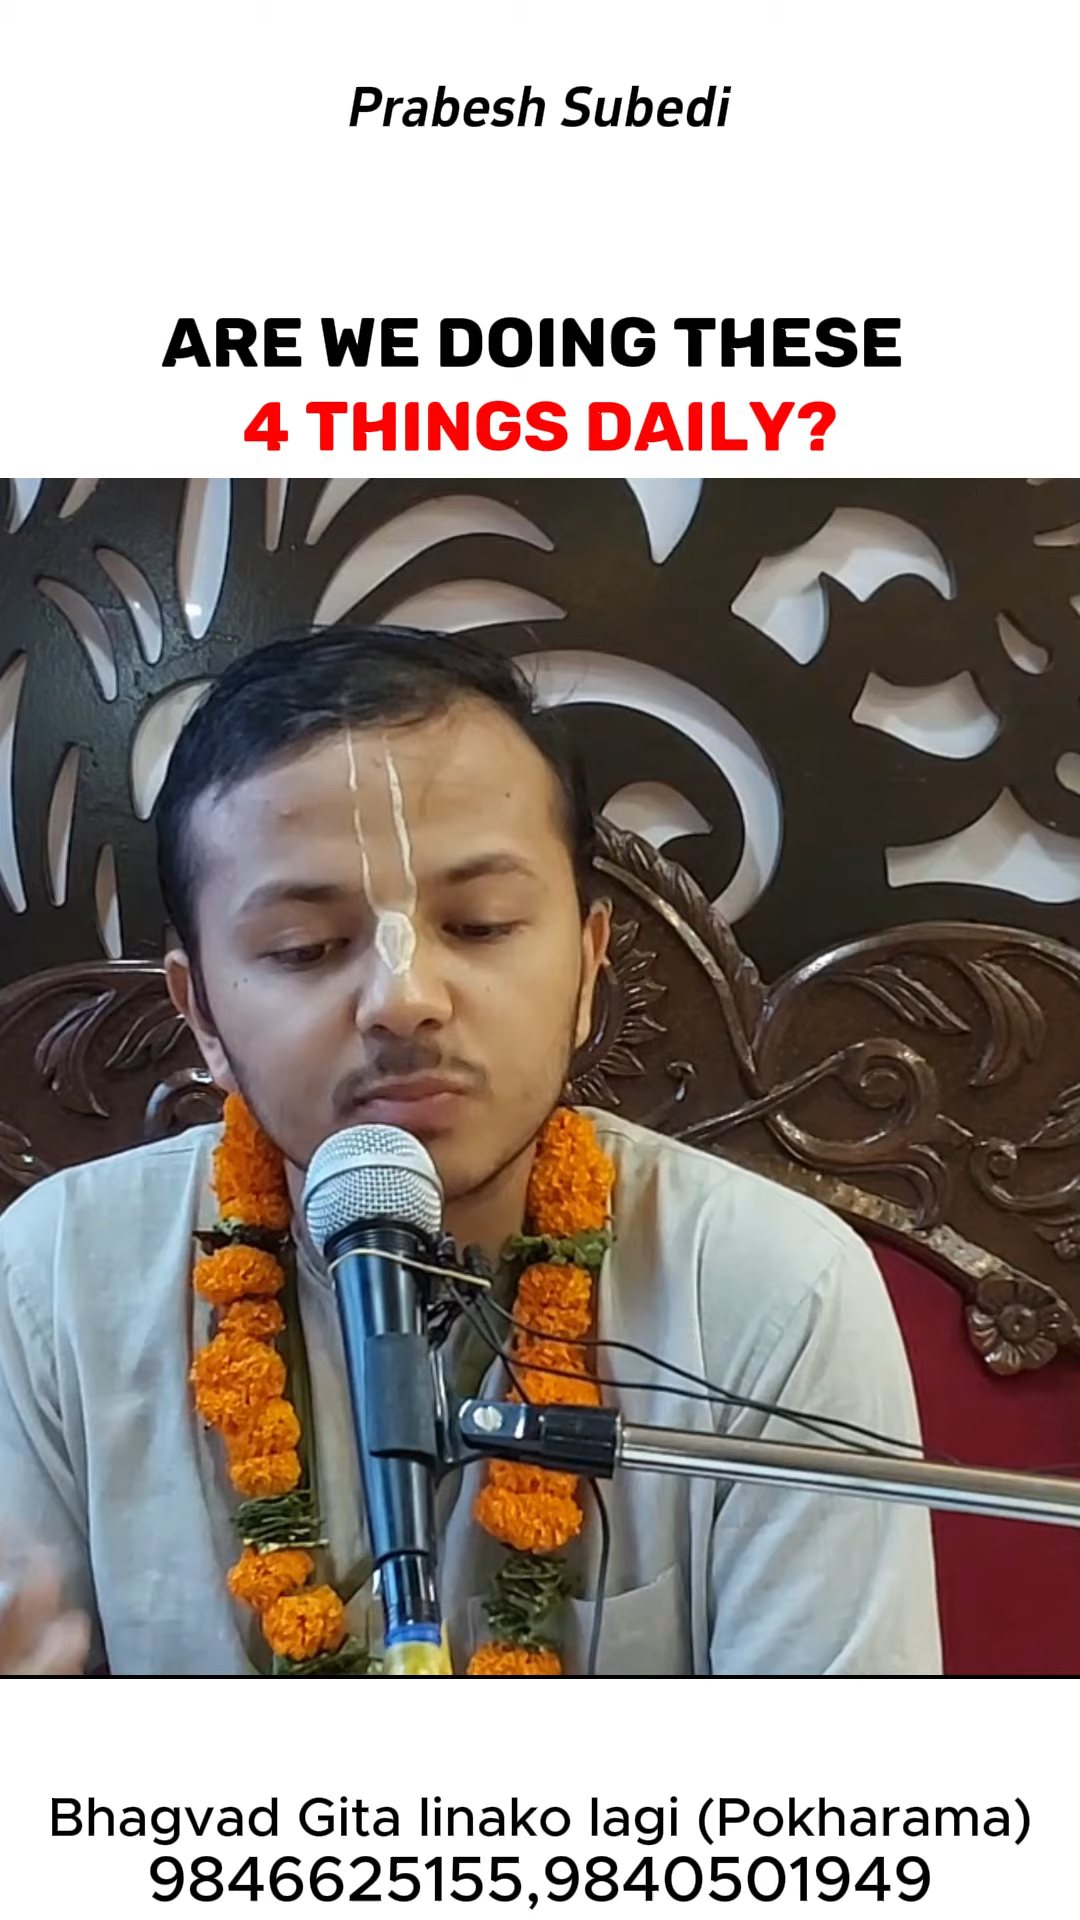 Prabesh Subedi
ARE WE DOING THESE
4 THINGS DAILY?
Bhagvad Gita linako lagi (Pokharama)
9846625155,9840501949